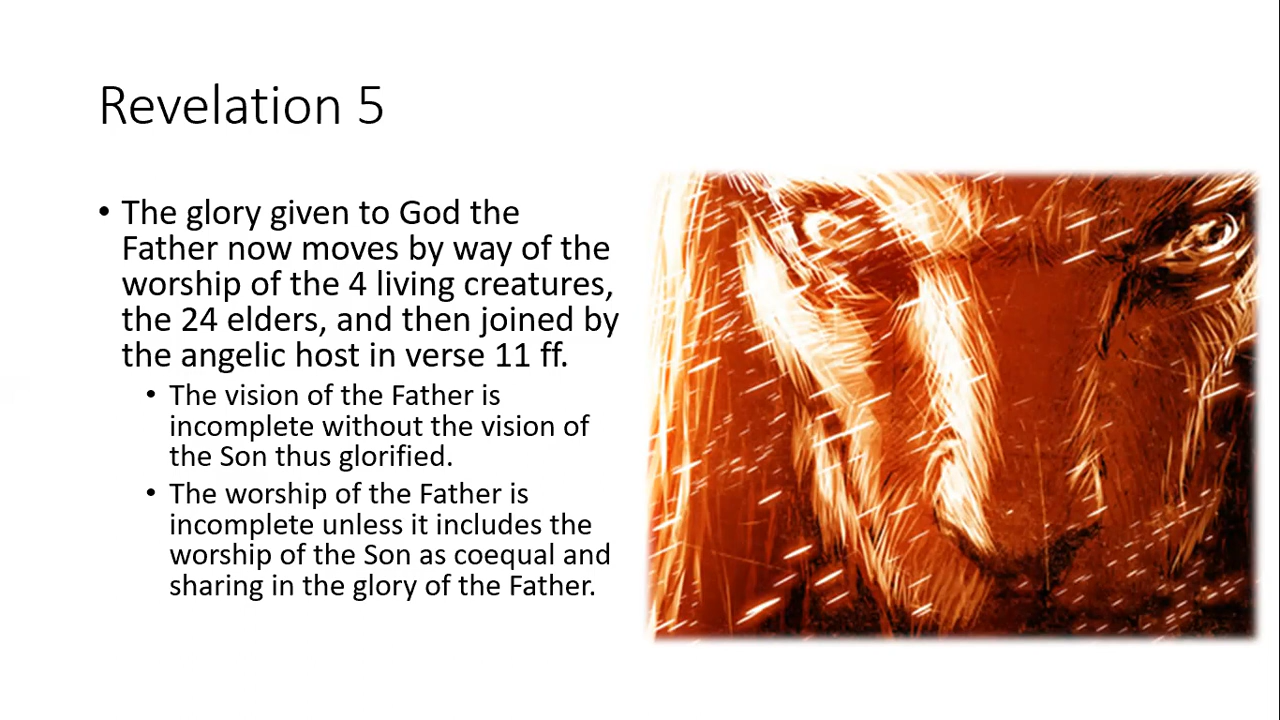 Revelation 5
• The glory given to God the
Father now moves by way of the
worship of the 4 living creatures,
the 24 elders, and then joined by
the angelic host in verse 11 ff.
• The vision of the Father is
incomplete without the vision of
the Son thus glorified.
• The worship of the Father is
incomplete unless it includes the
worship of the Son as coequal and
sharing in the glory of the Father.